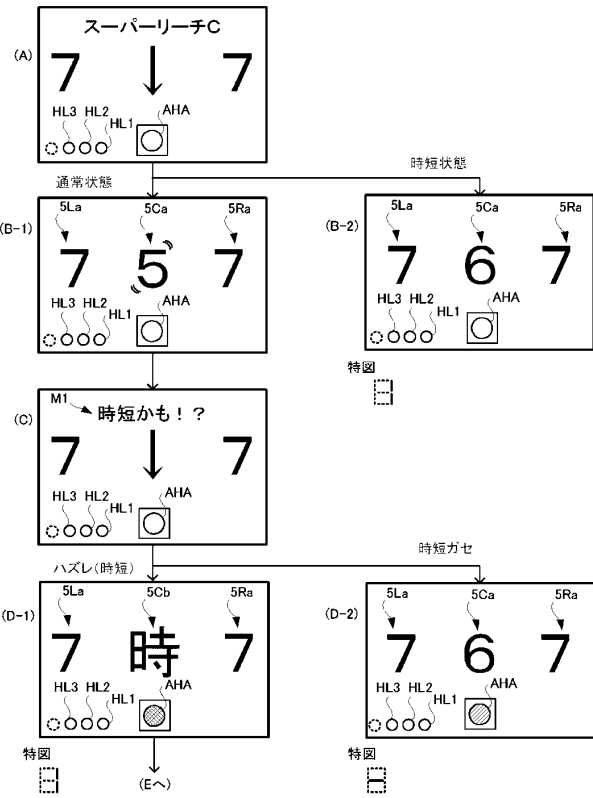 スーパーリーチC
(A)
7 ↓ 7
HL3 HL2 HL1 AHA
通常状態
時短状態
(B-1)
5La 5Ca 5Ra
7 5 7
HL3 HL2 HL1 AHA
(B-2)
5La 5Ca 5Ra
7 6 7
HL3 HL2 HL1 AHA
特図
(C)
M1
時短かも!?
7 ↓ 7
HL3 HL2 HL1 AHA
ハズレ(時短)
時短ガセ
(D-1)
5La 5Cb 5Ra
7 時 7
HL3 HL2 HL1 AHA
特図
(Eへ)
(D-2)
5La 5Ca 5Ra
7 6 7
HL3 HL2 HL1 AHA
特図